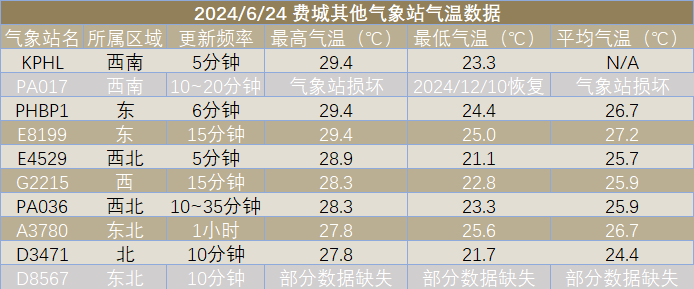 2024/6/24 费城其他气象站气温数据
气象站名 所属区域 更新频率 最高气温（℃） 最低气温（℃） 平均气温（℃）
KPHL 西南 5分钟 29.4 23.3 N/A
PA017 西南 10~20分钟 气象站损坏 2024/12/10恢复 气象站损坏
PHBP1 东 6分钟 29.4 24.4 26.7
E8199 东 15分钟 29.4 25.0 27.2
E4529 西北 5分钟 28.9 21.1 25.7
G2215 西 15分钟 28.3 22.8 25.9
PA036 西北 10~35分钟 28.3 23.3 25.9
A3780 东北 1小时 27.8 25.6 26.7
D3471 北 10分钟 27.8 21.7 24.4
D8567 东北 10分钟 部分数据缺失 部分数据缺失 部分数据缺失